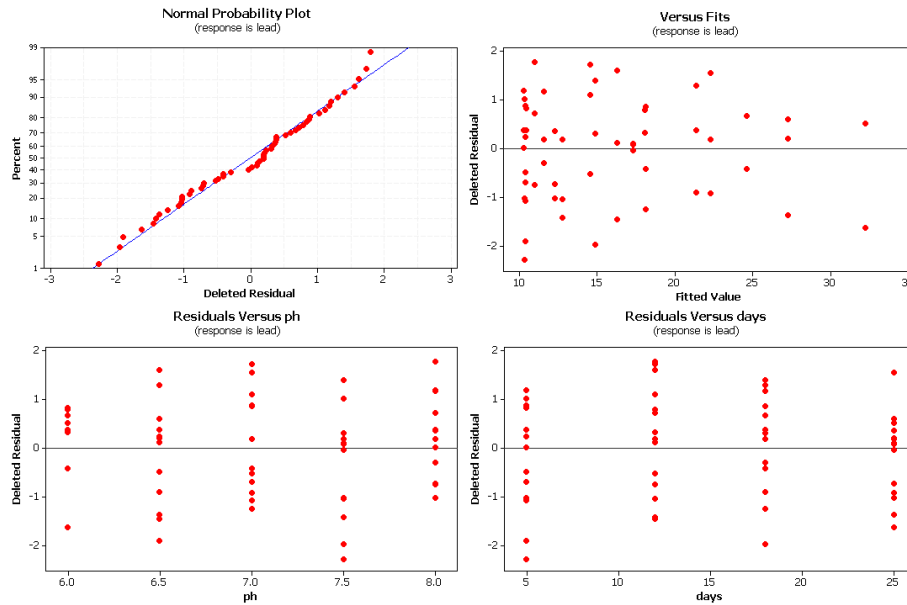 Normal Probability Plot
(response is lead)
99
95
90
80
70
60
50
40
30
20
10
5
1
Percent
-3 -2 -1 0 1 2 3
Deleted Residual
Versus Fits
(response is lead)
2
1
0
-1
-2
Deleted Residual
10 15 20 25 30
Fitted Value
Residuals Versus ph
(response is lead)
2
1
0
-1
-2
Deleted Residual
6.0 6.5 7.0 7.5 8.0
ph
Residuals Versus days
(response is lead)
2
1
0
-1
-2
Deleted Residual
5 10 15 20 25
days